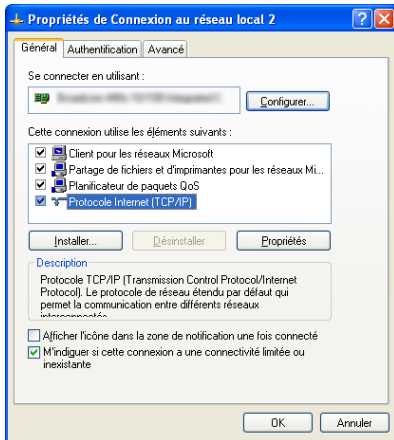 Propriétés de Connexion au réseau local 2
Général Authentification Avancé
Se connecter en utilisant :
Configurer...
Cette connexion utilise les éléments suivants :
Client pour les réseaux Microsoft
Partage de fichiers et d'imprimantes pour les réseaux Mi...
Planificateur de paquets QoS
Protocole Internet (TCP/IP)
Installer... Désinstaller Propriétés
Description
Protocole TCP/IP (Transmission Control Protocol/Internet
Protocol). Le protocole de réseau étendu par défaut qui
permet la communication entre différents réseaux
interconnectés.
Afficher l'icône dans la zone de notification une fois connecté
M'indiquer si cette connexion a une connectivité limitée ou
inexistante
OK Annuler